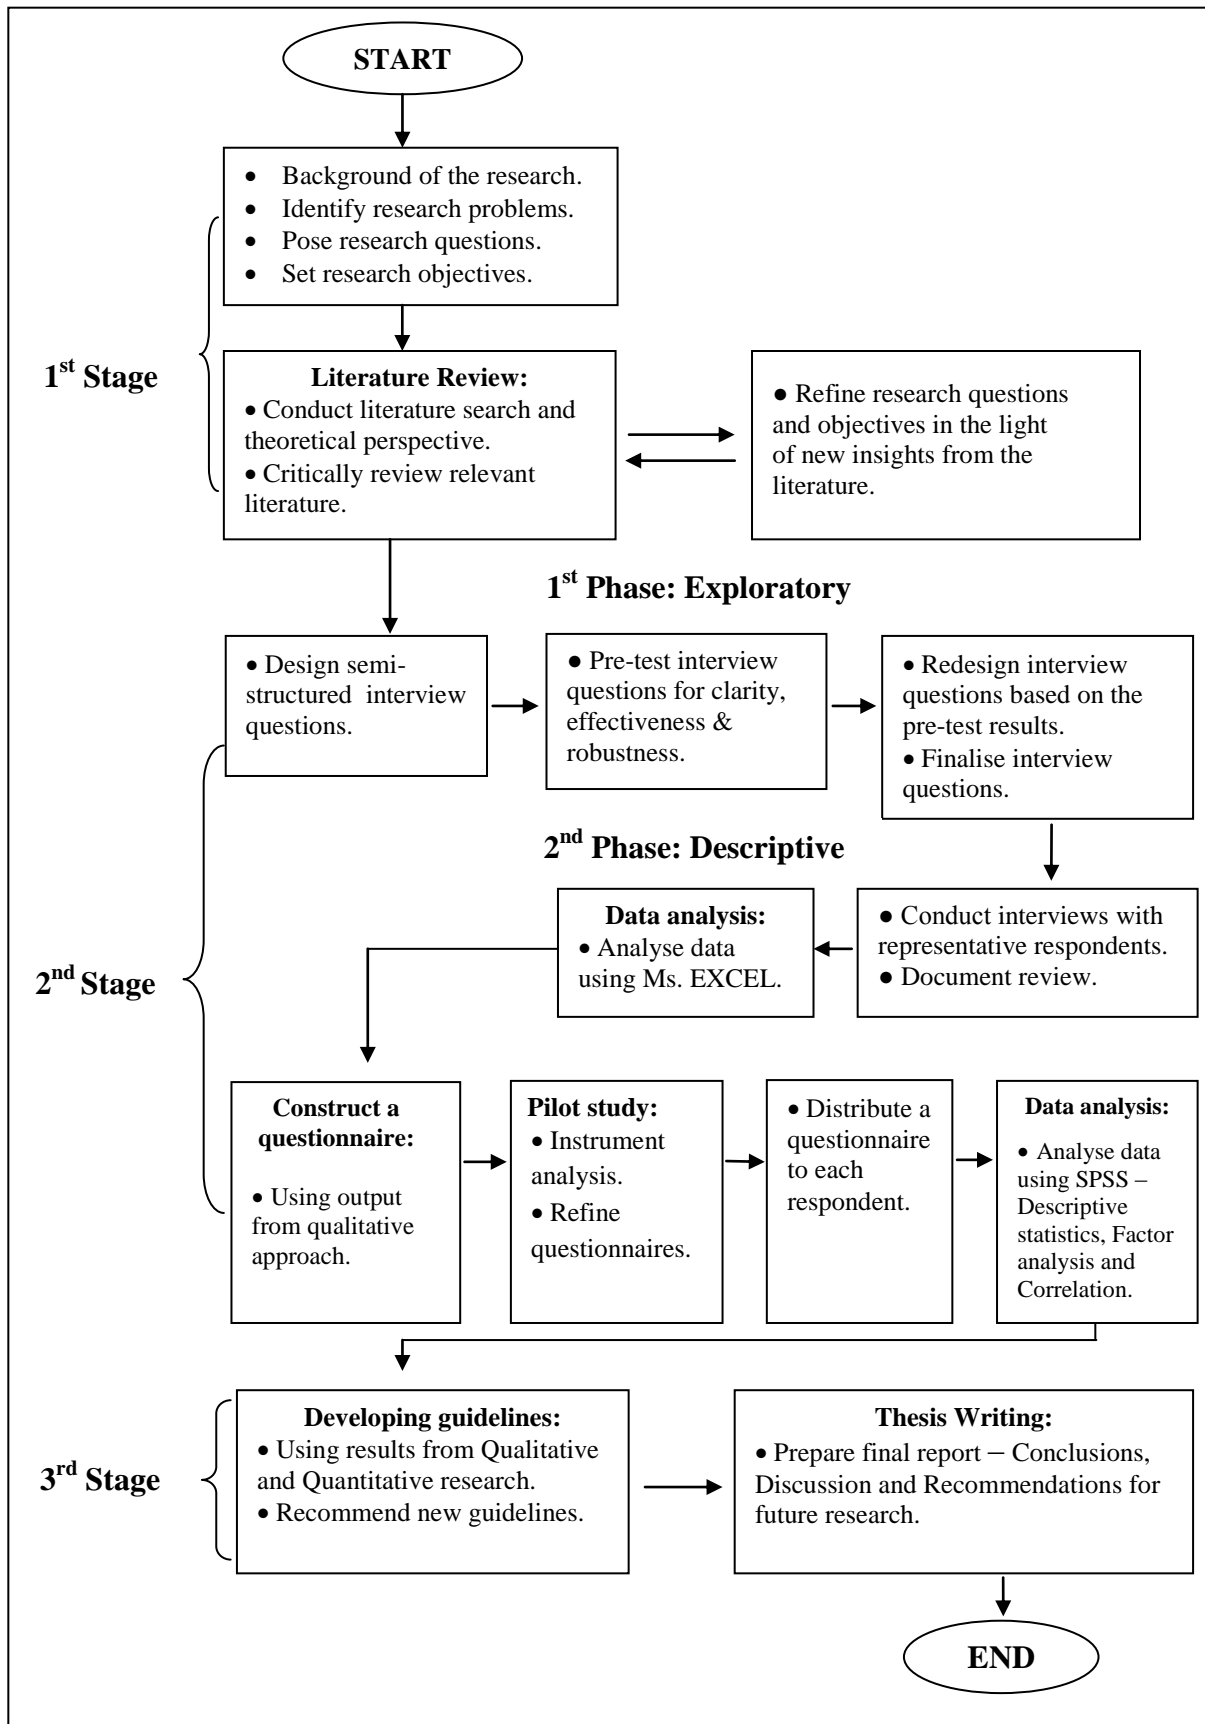 START
• Background of the research.
• Identify research problems.
• Pose research questions.
• Set research objectives.
1st Stage
Literature Review:
• Conduct literature search and
theoretical perspective.
• Critically review relevant
literature.
● Refine research questions
and objectives in the light
of new insights from the
literature.
1st Phase: Exploratory
• Design semi-
structured interview
questions.
● Pre-test interview
questions for clarity,
effectiveness &
robustness.
• Redesign interview
questions based on the
pre-test results.
• Finalise interview
questions.
2nd Phase: Descriptive
● Conduct interviews with
representative respondents.
● Document review.
Data analysis:
• Analyse data
using Ms. EXCEL.
2nd Stage
Construct a
questionnaire:
• Using output
from qualitative
approach.
Pilot study:
• Instrument
analysis.
• Refine
questionnaires.
• Distribute a
questionnaire
to each
respondent.
Data analysis:
• Analyse data
using SPSS –
Descriptive
statistics, Factor
analysis and
Correlation.
3rd Stage
Developing guidelines:
• Using results from Qualitative
and Quantitative research.
• Recommend new guidelines.
Thesis Writing:
• Prepare final report – Conclusions,
Discussion and Recommendations for
future research.
END